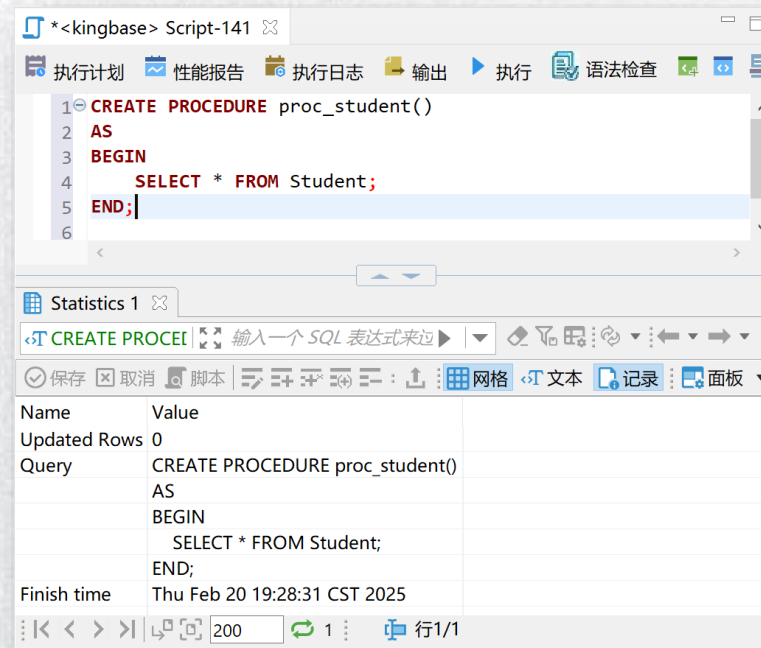 *<kingbase> Script-141
执行计划 性能报告 执行日志 输出 执行 语法检查
1 CREATE PROCEDURE proc_student()
2 AS
3 BEGIN
4 SELECT * FROM Student;
5 END;
6
Statistics 1
T CREATE PROCEI 输入一个 SQL 表达式来过
保存 取消 脚本 网格 T 文本 记录 面板
Name Value
Updated Rows 0
Query CREATE PROCEDURE proc_student()
AS
BEGIN
SELECT * FROM Student;
END;
Finish time Thu Feb 20 19:28:31 CST 2025
200 1 行1/1